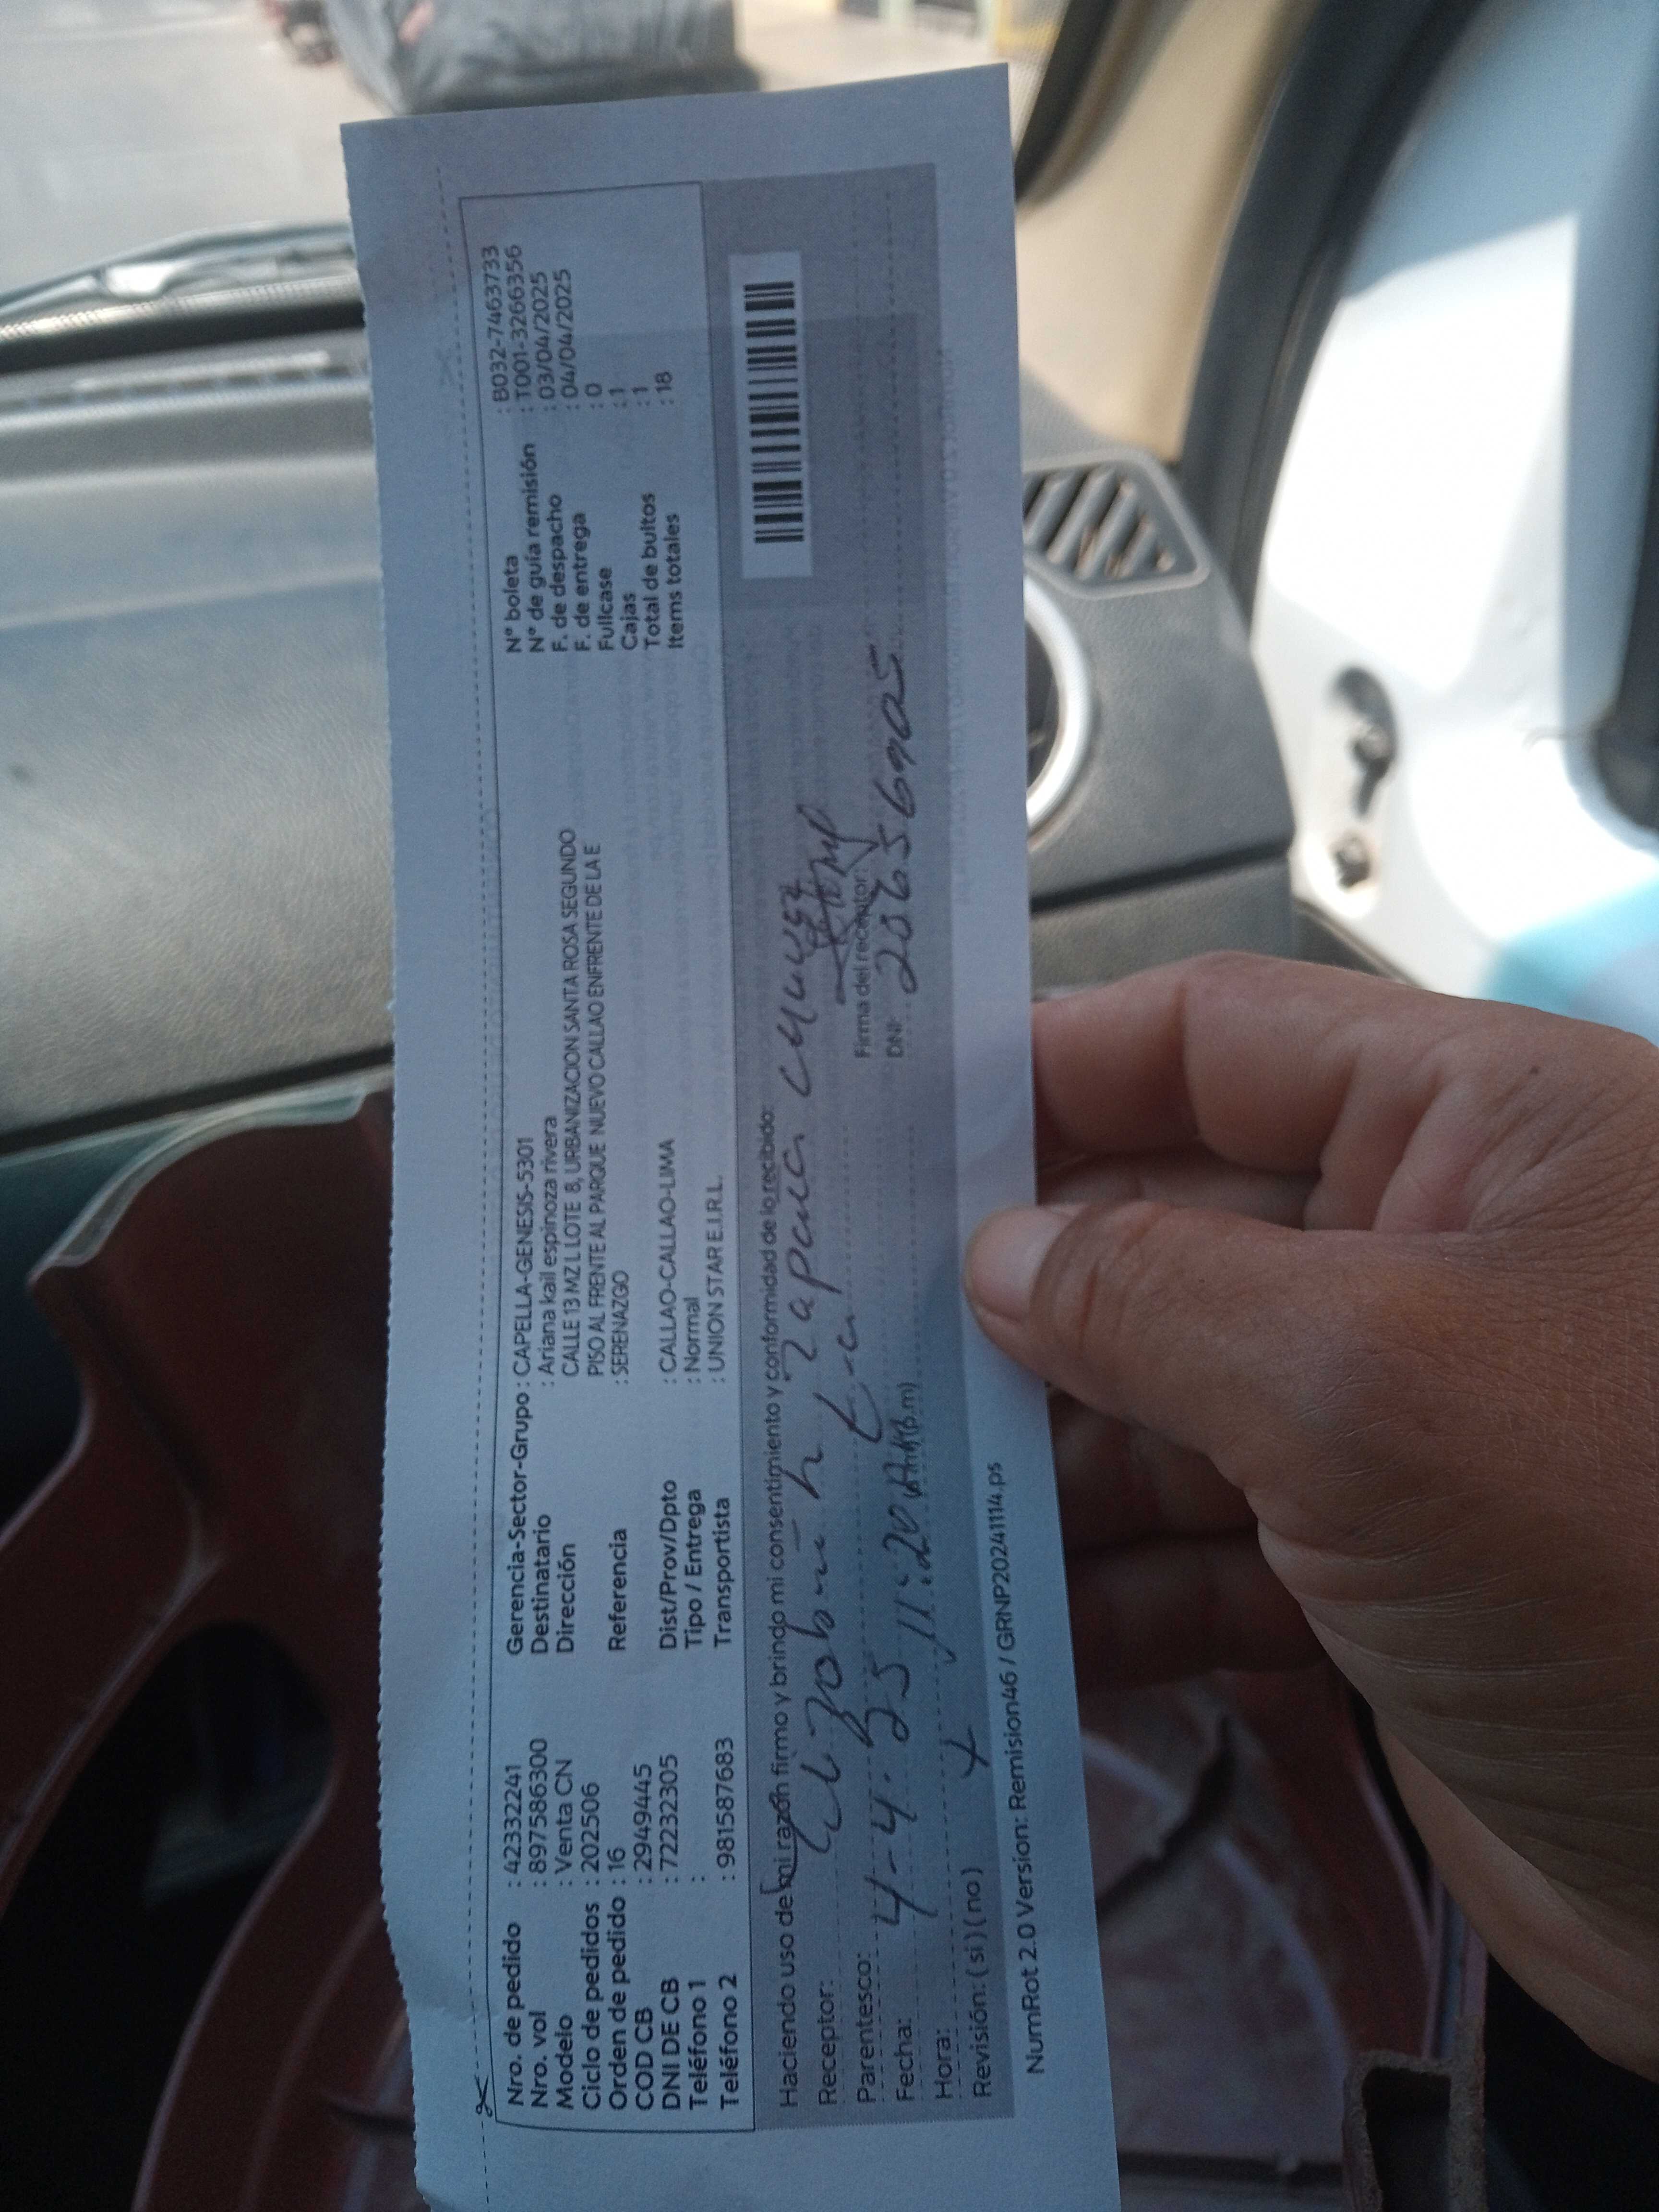 Nro. de pedido : 42332241
Nro. vol : 897586300
Modelo : Venta CN
Ciclo de pedidos : 202506
Orden de pedido : 16
COD CB : 2949445
DNI DE CB : 72232305
Teléfono 1 :
Teléfono 2 : 981587683
Gerencia-Sector-Grupo : CAPELLA-GENESIS-5301
Destinatario : Ariana kail espinoza rivera
Dirección CALLE 13 MZ L LOTE 8, URBANIZACION SANTA ROSA SEGUNDO
PISO AL FRENTE AL PARQUE NUEVO CALLAO ENFRENTE DE LA E
Referencia : SERENAZGO
Dist/Prov/Dpto : CALLAO-CALLAO-LIMA
Tipo / Entrega : Normal
Transportista : UNION STAR E.I.R.L.
N° boleta : B032-7463733
N° de guía remisión : T001-3266356
F. de despacho : 03/04/2025
F. de entrega : 04/04/2025
Fullcase : 0
Cajas : 1
Total de bultos : 1
Items totales : 18
Haciendo uso de mi razón firmo y brindo mi consentimiento y conformidad de lo recibido:
Receptor:
Parentesco:
Fecha: 4-4-25
Hora: 11:20
Revisión: ( si ) ( no )
Firma del receptor:
DNI:
NumRot 2.0 Version: Remision46 / GRNP20241114.ps